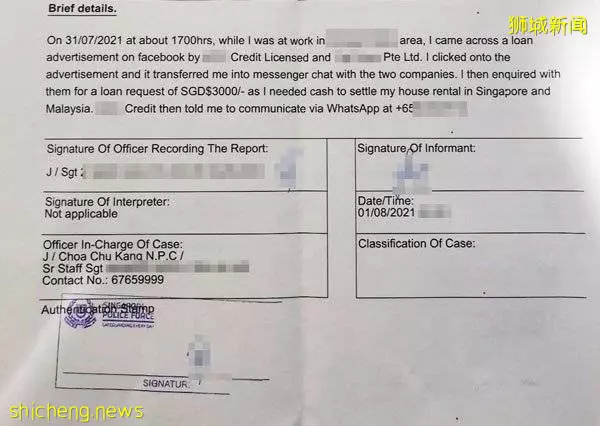 Brief details.
狮城新闻
On 31/07/2021 at about 1700hrs, while I was at work in area, I came across a loan
advertisement on facebook by Credit Licensed and Pte Ltd. I clicked onto the
advertisement and it transferred me into messenger chat with the two companies. I then enquired with
them for a loan request of SGD$3000/- as I needed cash to settle my house rental in Singapore and
Malaysia. Credit then told me to communicate via WhatsApp at +65
Signature Of Officer Recording The Report:
J / Sgt
Signature Of Informant:
Signature Of Interpreter:
Not applicable
Date/Time:
01/08/2021
Officer In-Charge Of Case:
J / Choa Chu Kang N.P.C /
Sr Staff Sgt
Contact No.: 67659999
Classification Of Case:
Authentication Stamp
SINGAPORE
POLICE FORCE
SAFEGUARDING EVERY DAY
SIGNATUR
shicheng.news